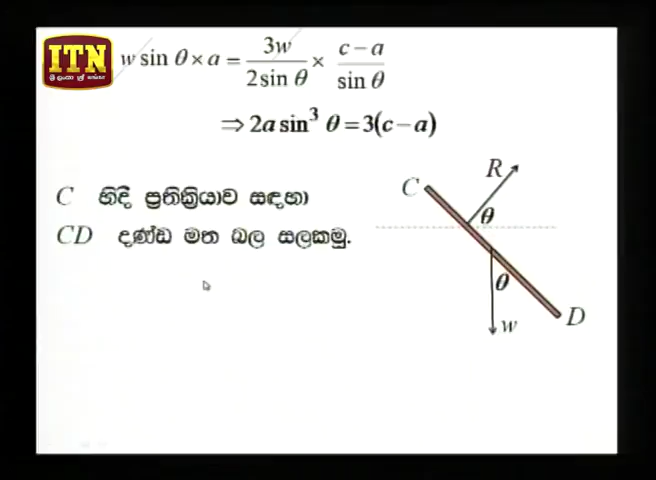 ITN
w sin θ × a = 3w / 2 sin θ × c − a / sin θ
⇒ 2a sin³ θ = 3(c − a)
C හිදී ප්‍රතික්‍රියාව සඳහා
CD දණ්ඩ මත බල සලකමු.
C
R
θ
θ
w
D